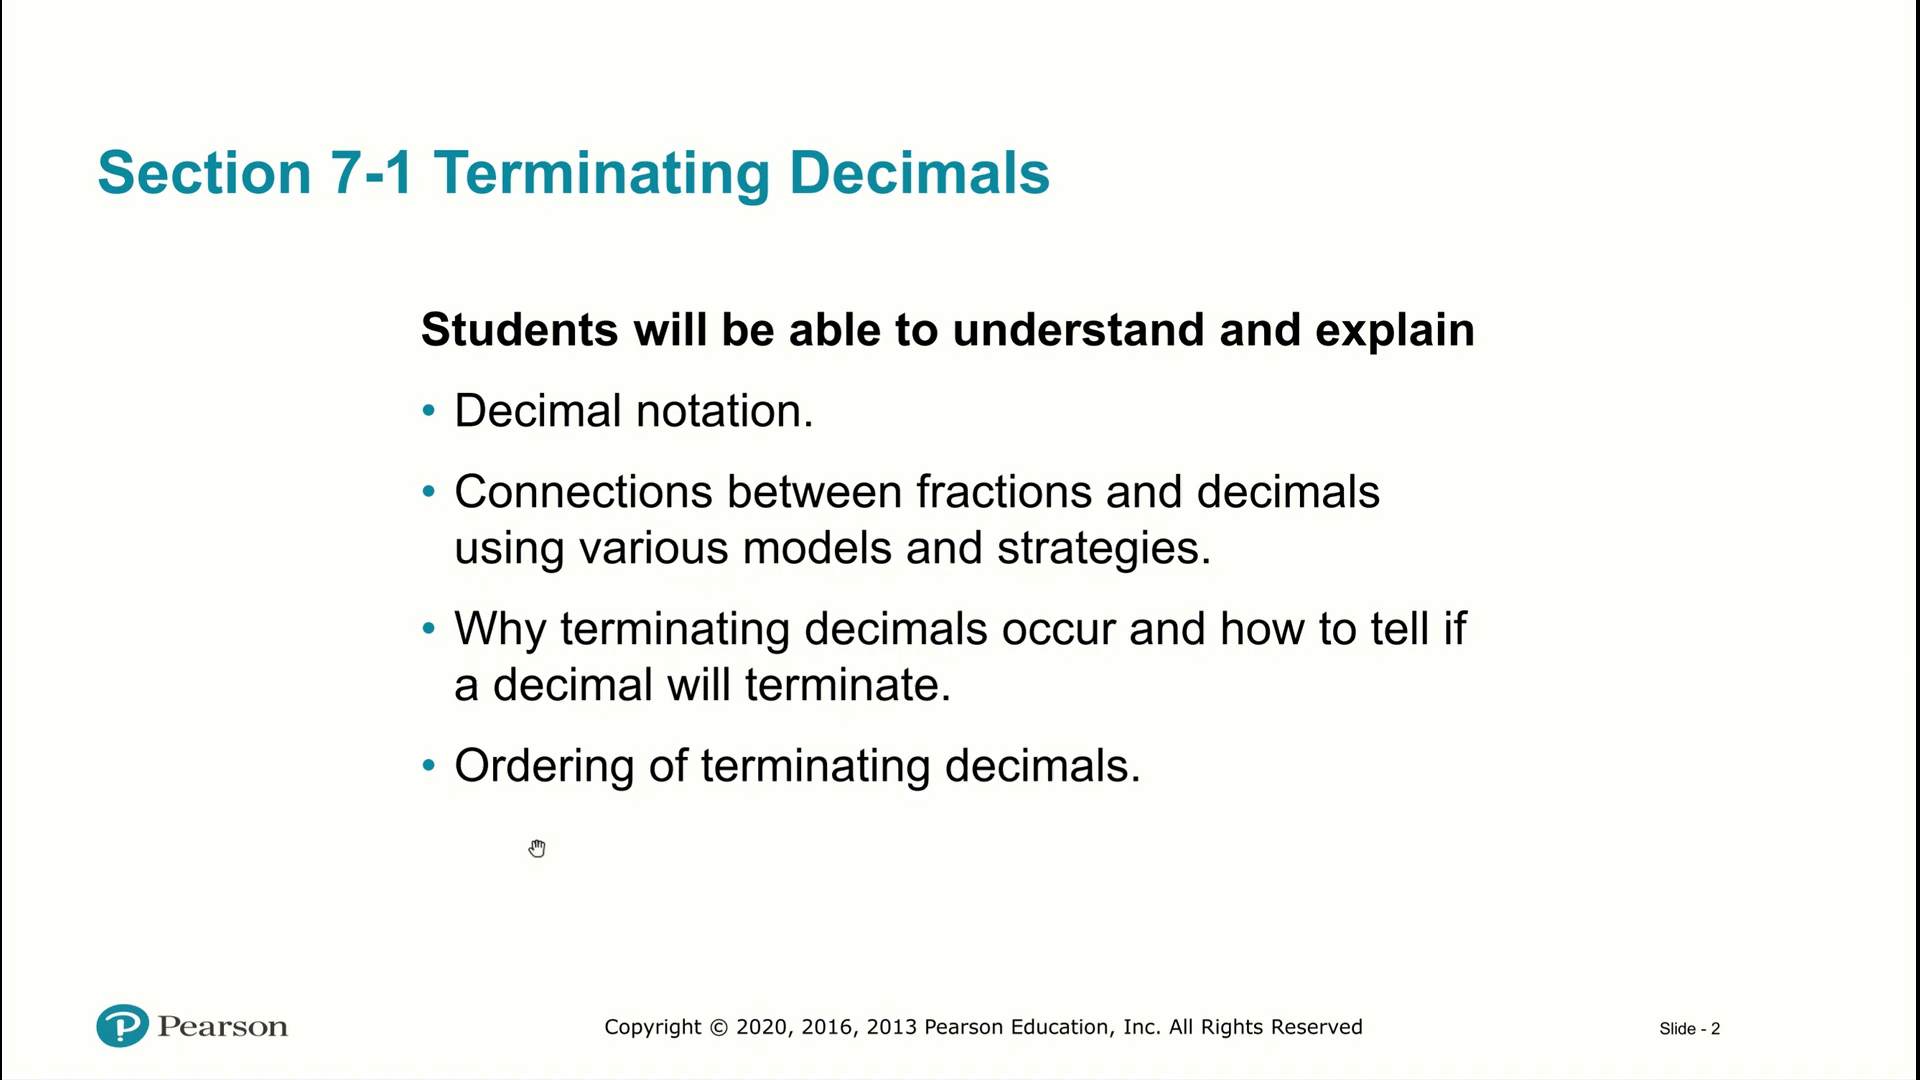 Section 7-1 Terminating Decimals
Students will be able to understand and explain
• Decimal notation.
• Connections between fractions and decimals
using various models and strategies.
• Why terminating decimals occur and how to tell if
a decimal will terminate.
• Ordering of terminating decimals.
Pearson
Copyright © 2020, 2016, 2013 Pearson Education, Inc. All Rights Reserved
Slide - 2